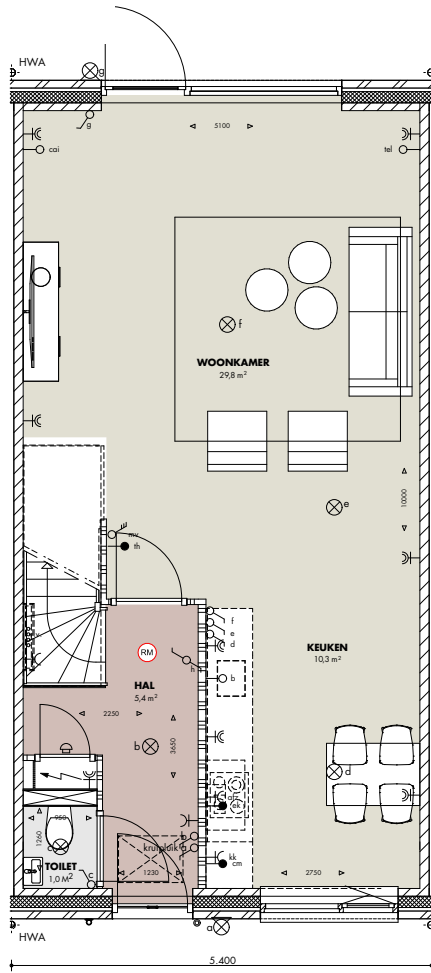 HWA
g
g
5100
cai
tel
f
WOONKAMER
29,8 m²
e
10000
mv
th
f
e
d
RM
KEUKEN
10,3 m²
h
b
HAL
5,4 m²
2250
b
3650
d
ek
950
1260
c
kruipluik
a
TOILET
1,0 M²
c
kk
cm
1230
2750
a
HWA
5.400